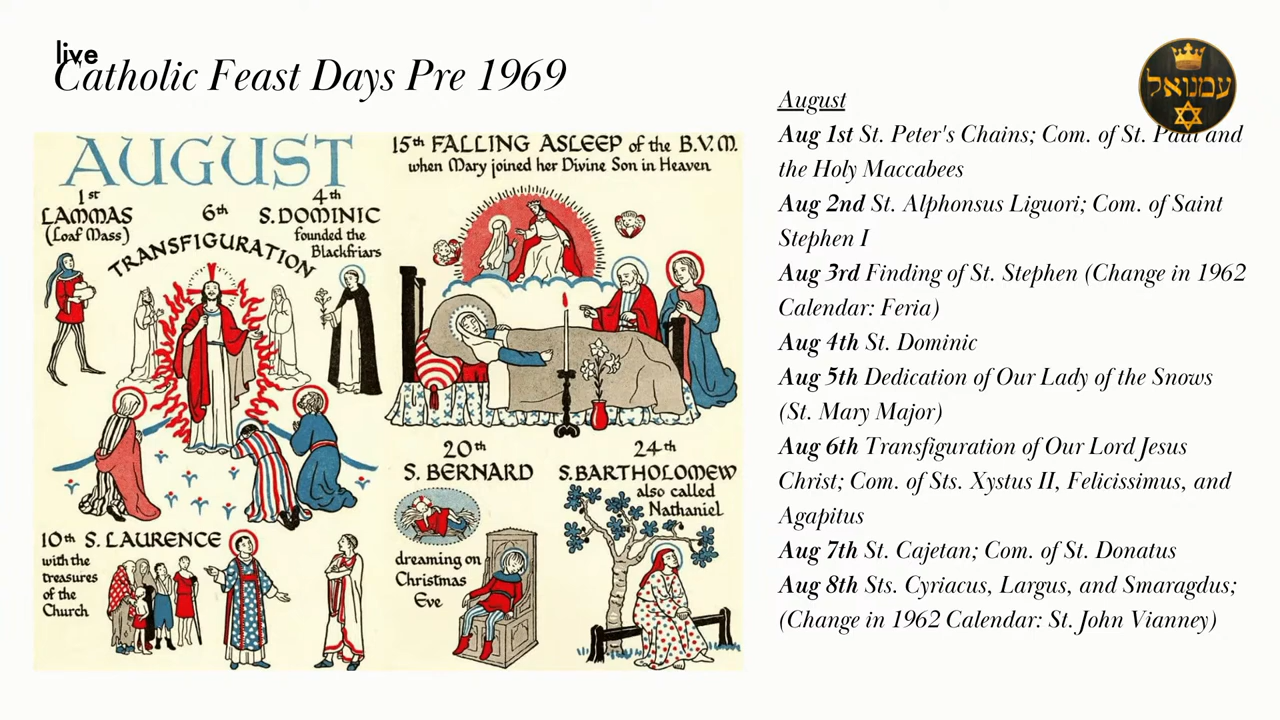 live
Catholic Feast Days Pre 1969
AUGUST
1st
LAMMAS
(Loaf Mass)
6th
TRANSFIGURATION
4th
S. DOMINIC
founded the
Blackfriars
15th FALLING ASLEEP of the B.V.M.
when Mary joined her Divine Son in Heaven
10th S. LAURENCE
with the
treasures
of the
Church
20th
S. BERNARD
dreaming on
Christmas
Eve
24th
S. BARTHOLOMEW
also called
Nathaniel
עמנואל
August
Aug 1st St. Peter's Chains; Com. of St. Paul and
the Holy Maccabees
Aug 2nd St. Alphonsus Liguori; Com. of Saint
Stephen I
Aug 3rd Finding of St. Stephen (Change in 1962
Calendar: Feria)
Aug 4th St. Dominic
Aug 5th Dedication of Our Lady of the Snows
(St. Mary Major)
Aug 6th Transfiguration of Our Lord Jesus
Christ; Com. of Sts. Xystus II, Felicissimus, and
Agapitus
Aug 7th St. Cajetan; Com. of St. Donatus
Aug 8th Sts. Cyriacus, Largus, and Smaragdus;
(Change in 1962 Calendar: St. John Vianney)